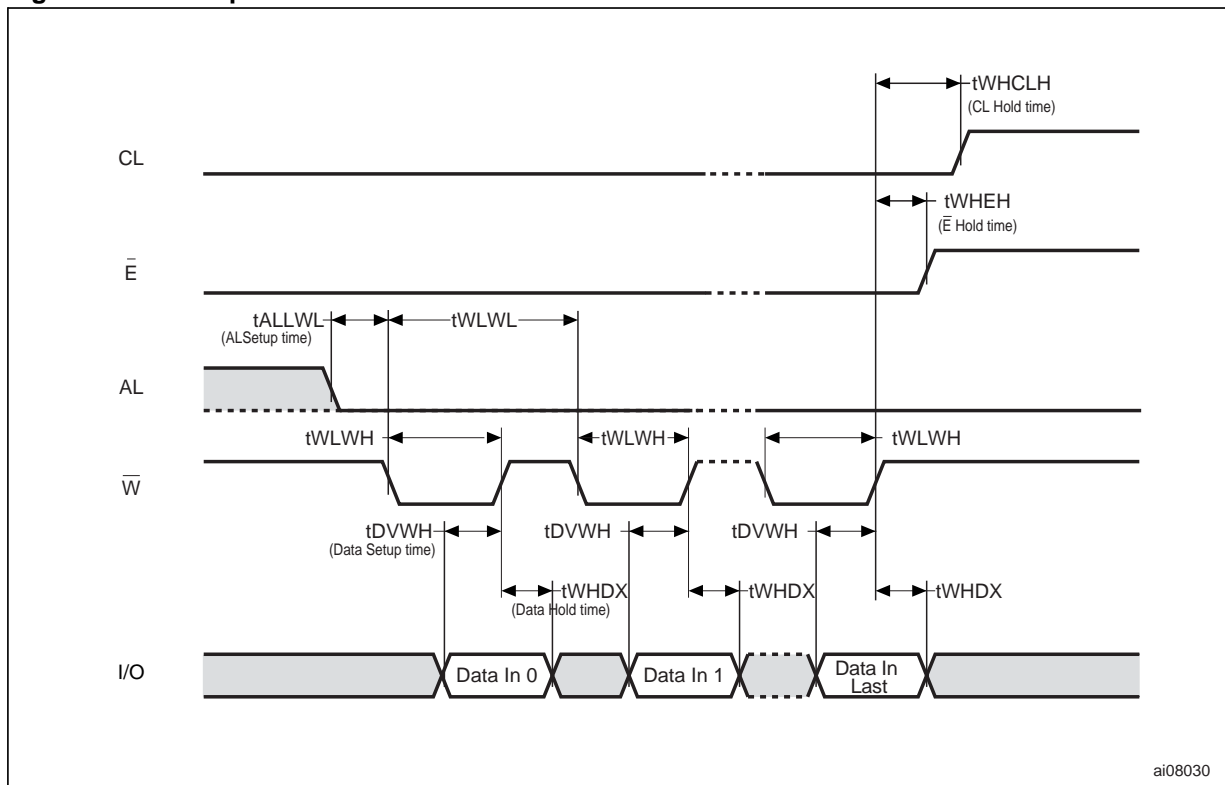 tWHCLH
(CL Hold time)
CL
tWHEH
(E̅ Hold time)
E̅
tALLWL
(ALSetup time)
tWLWL
AL
tWLWH
tWLWH
tWLWH
W̅
tDVWH
(Data Setup time)
tDVWH
tDVWH
tWHDX
(Data Hold time)
tWHDX
tWHDX
I/O
Data In 0
Data In 1
Data In
Last
ai08030